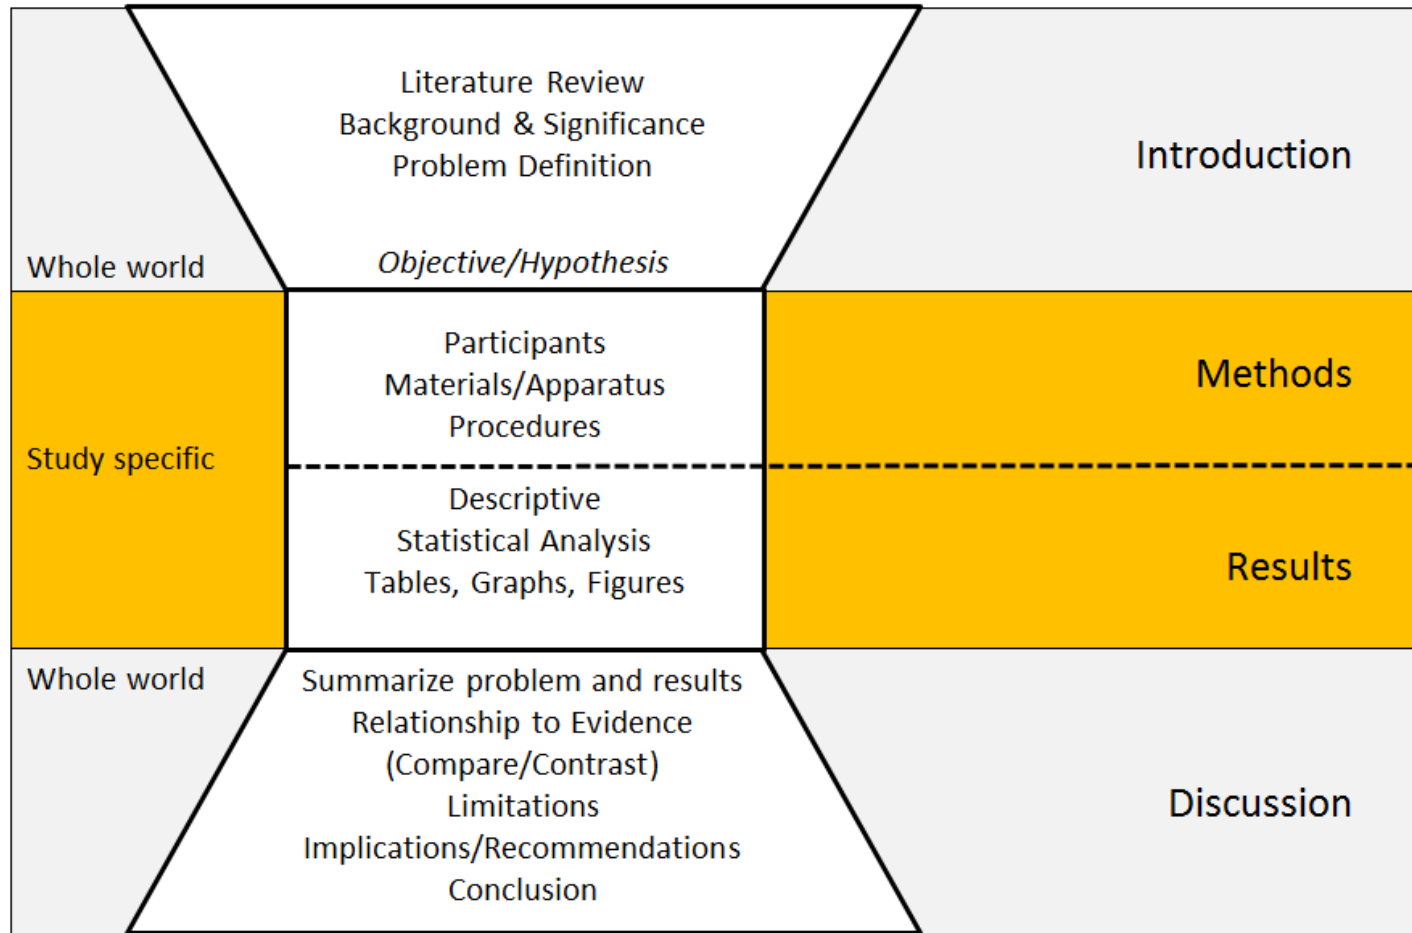 Literature Review
Background & Significance
Problem Definition
Introduction
Whole world
Objective/Hypothesis
Participants
Materials/Apparatus
Procedures
Methods
Study specific
Descriptive
Statistical Analysis
Tables, Graphs, Figures
Results
Whole world
Summarize problem and results
Relationship to Evidence
(Compare/Contrast)
Limitations
Implications/Recommendations
Conclusion
Discussion